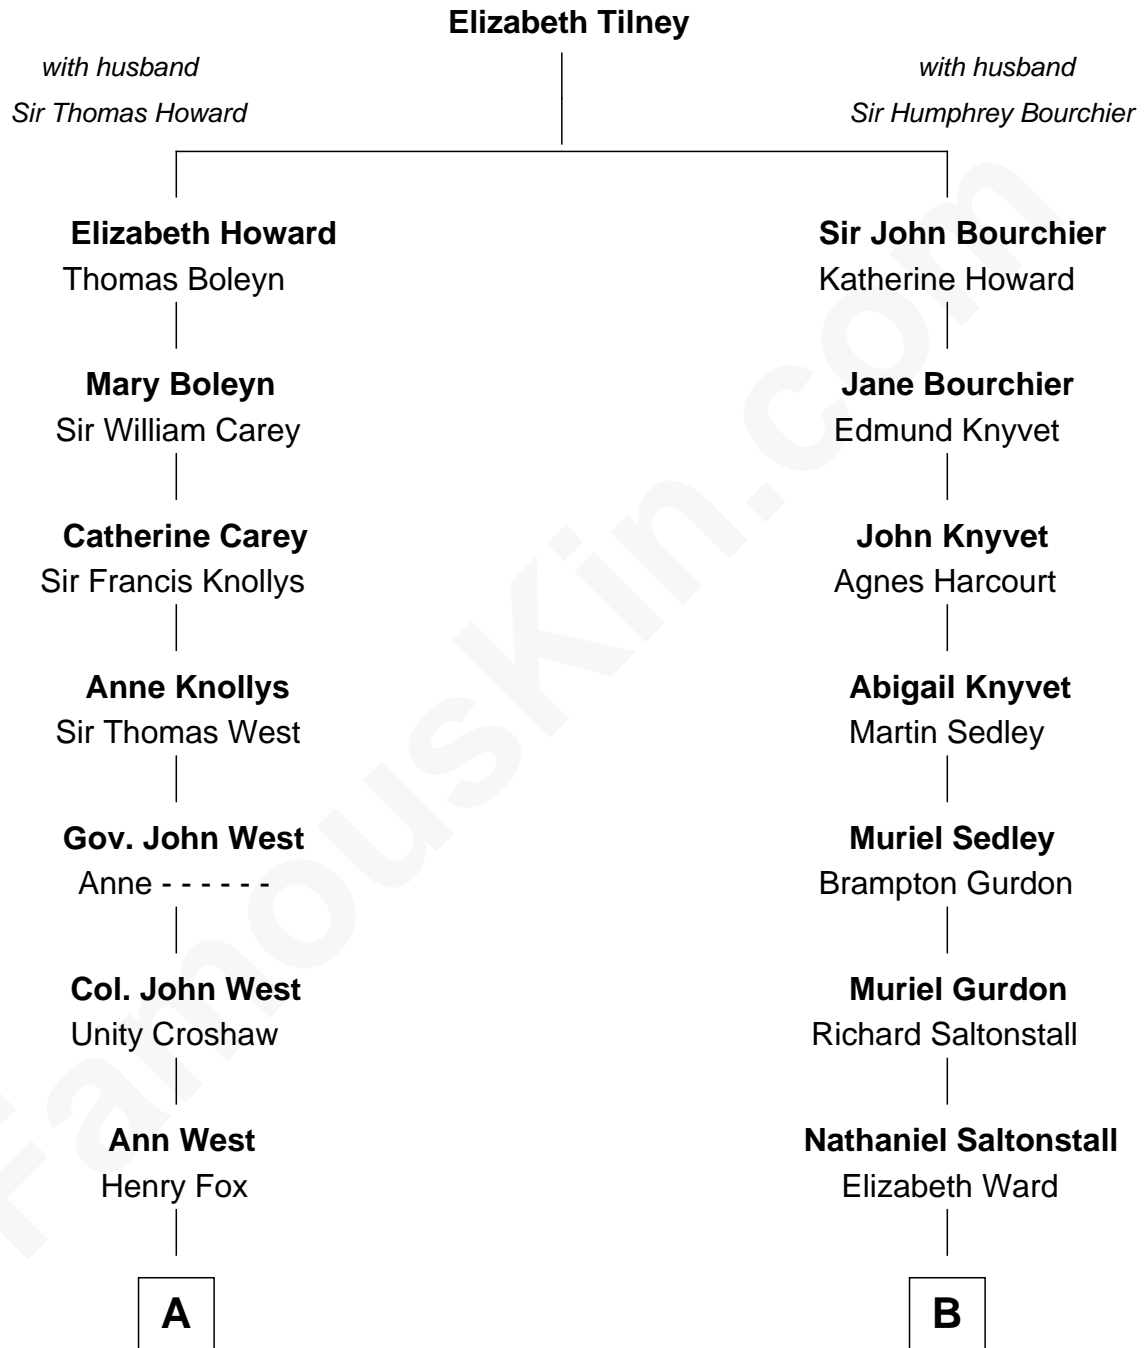 Elizabeth Tilney
with husband
Sir Thomas Howard
with husband
Sir Humphrey Bourchier
Elizabeth Howard
Thomas Boleyn
Mary Boleyn
Sir William Carey
Catherine Carey
Sir Francis Knollys
Anne Knollys
Sir Thomas West
Gov. John West
Anne - - - - - -
Col. John West
Unity Croshaw
Ann West
Henry Fox
A
Sir John Bourchier
Katherine Howard
Jane Bourchier
Edmund Knyvet
John Knyvet
Agnes Harcourt
Abigail Knyvet
Martin Sedley
Muriel Sedley
Brampton Gurdon
Muriel Gurdon
Richard Saltonstall
Nathaniel Saltonstall
Elizabeth Ward
B
FamousKin.com